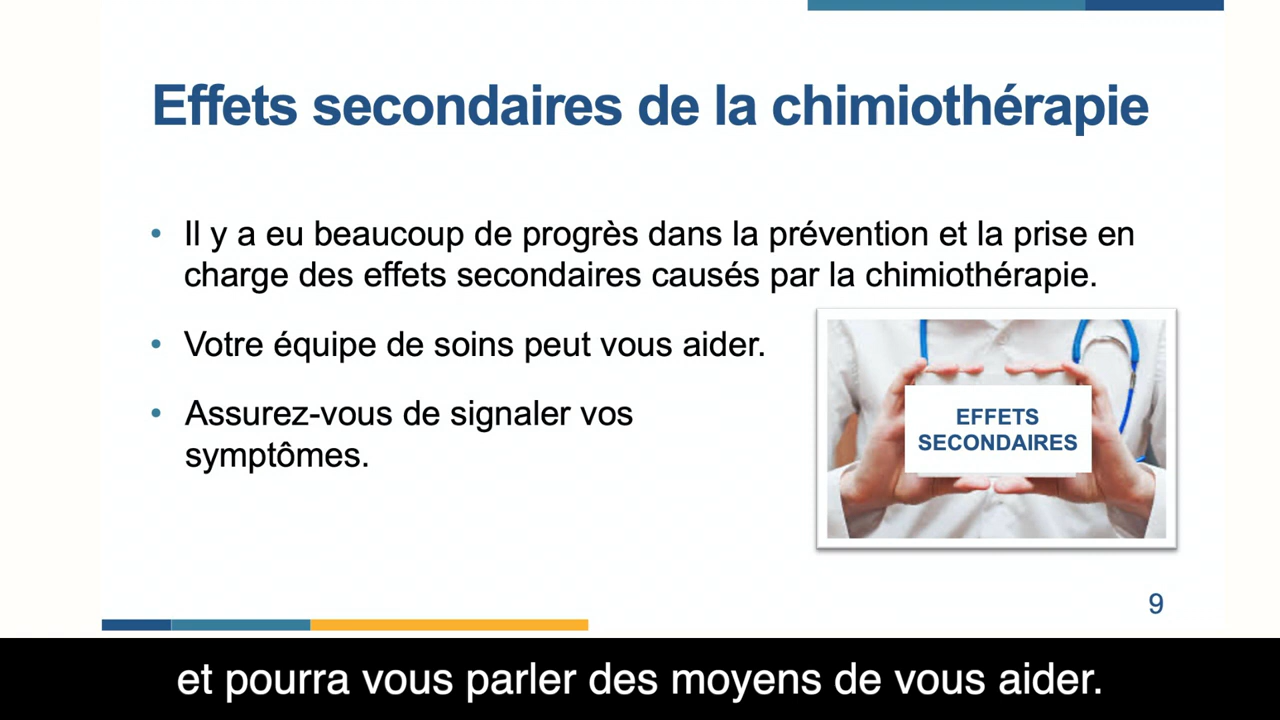 Effets secondaires de la chimiothérapie
• Il y a eu beaucoup de progrès dans la prévention et la prise en
charge des effets secondaires causés par la chimiothérapie.
• Votre équipe de soins peut vous aider.
• Assurez-vous de signaler vos
symptômes.
EFFETS
SECONDAIRES
9
et pourra vous parler des moyens de vous aider.